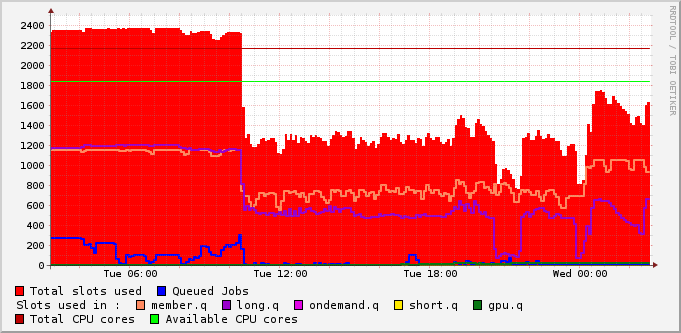 2400
2200
2000
1800
1600
1400
1200
1000
800
600
400
200
0
Tue 06:00 Tue 12:00 Tue 18:00 Wed 00:00
RRDTOOL / TOBI OETIKER
Total slots used Queued Jobs
Slots used in : member.q long.q ondemand.q short.q gpu.q
Total CPU cores Available CPU cores